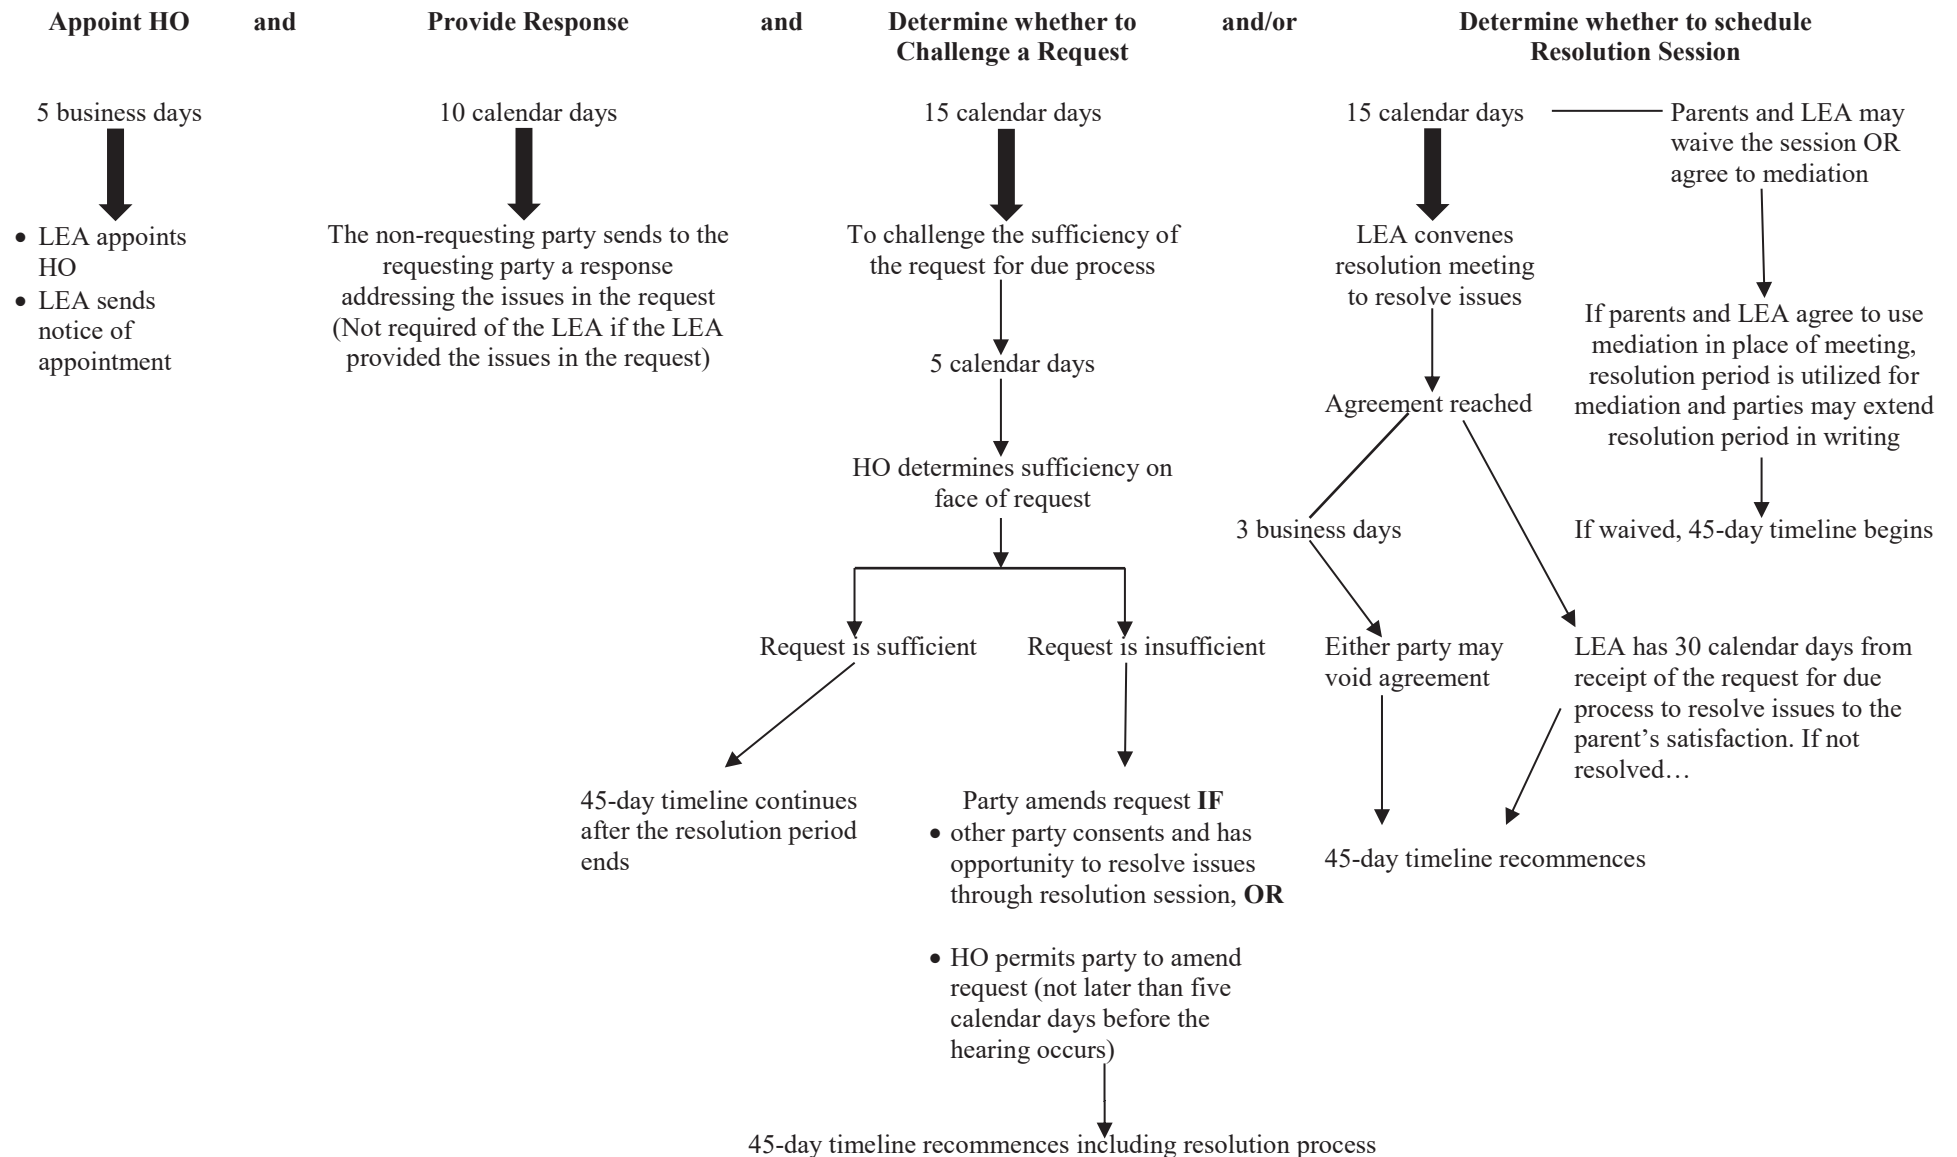 Appoint HO and Provide Response and Determine whether to Challenge a Request and/or Determine whether to schedule Resolution Session
5 business days
• LEA appoints
HO
• LEA sends
notice of
appointment
10 calendar days
The non-requesting party sends to the
requesting party a response
addressing the issues in the request
(Not required of the LEA if the LEA
provided the issues in the request)
15 calendar days
To challenge the sufficiency of
the request for due process
5 calendar days
HO determines sufficiency on
face of request
Request is sufficient
45-day timeline continues
after the resolution period
ends
Request is insufficient
Party amends request IF
• other party consents and has
opportunity to resolve issues
through resolution session, OR
• HO permits party to amend
request (not later than five
calendar days before the
hearing occurs)
45-day timeline recommences including resolution process
15 calendar days
LEA convenes
resolution meeting
to resolve issues
Agreement reached
3 business days
Either party may
void agreement
LEA has 30 calendar days from
receipt of the request for due
process to resolve issues to the
parent’s satisfaction. If not
resolved…
45-day timeline recommences
Parents and LEA may
waive the session OR
agree to mediation
If parents and LEA agree to use
mediation in place of meeting,
resolution period is utilized for
mediation and parties may extend
resolution period in writing
If waived, 45-day timeline begins